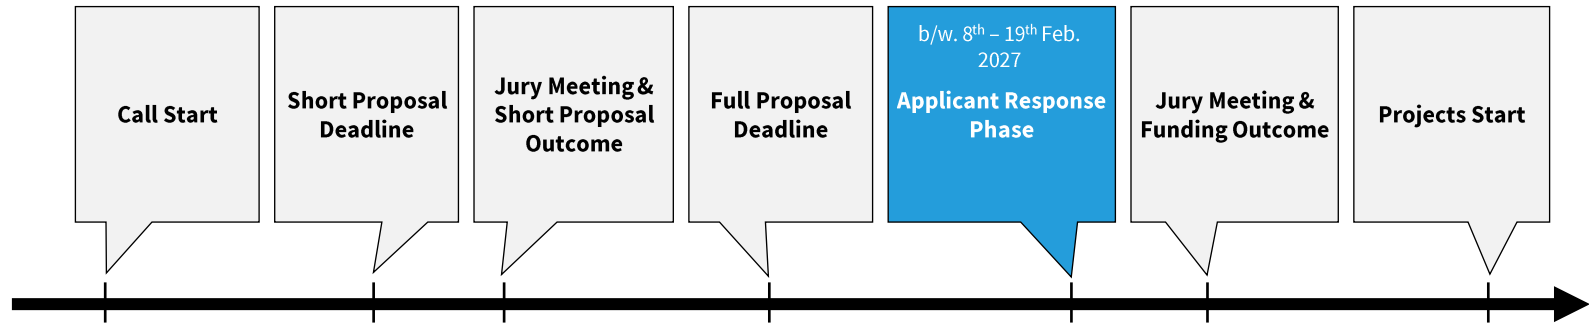 Call Start
Short Proposal
Deadline
Jury Meeting &
Short Proposal
Outcome
Full Proposal
Deadline
b/w. 8th – 19th Feb.
2027
Applicant Response
Phase
Jury Meeting &
Funding Outcome
Projects Start